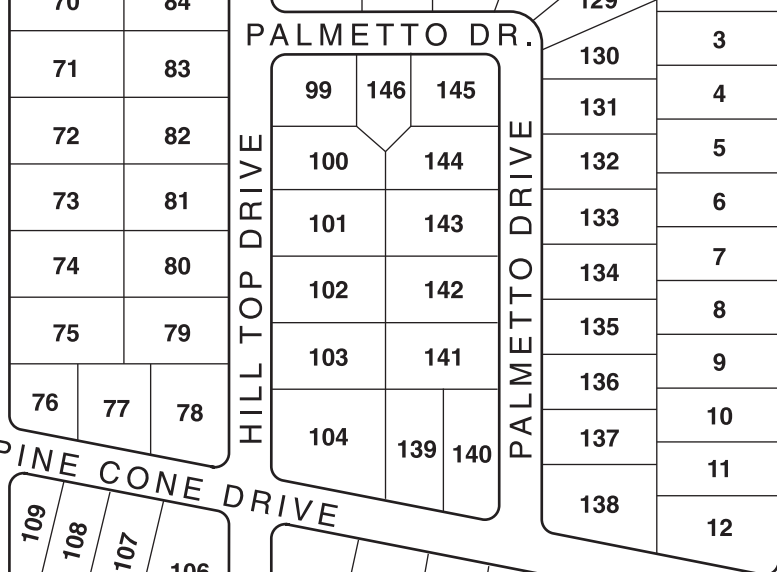 70 84 129
PALMETTO DR.
3
130
71 83 99 146 145 4
131
72 82 5
100 144 132
73 81 6
101 143 133
74 80 7
134
102 142 8
75 79 135
103 141 9
136
76 77 78 10
104 139 140 137
11
138
12
HILL TOP DRIVE
PALMETTO DRIVE
PINE CONE DRIVE
109 108 107 106